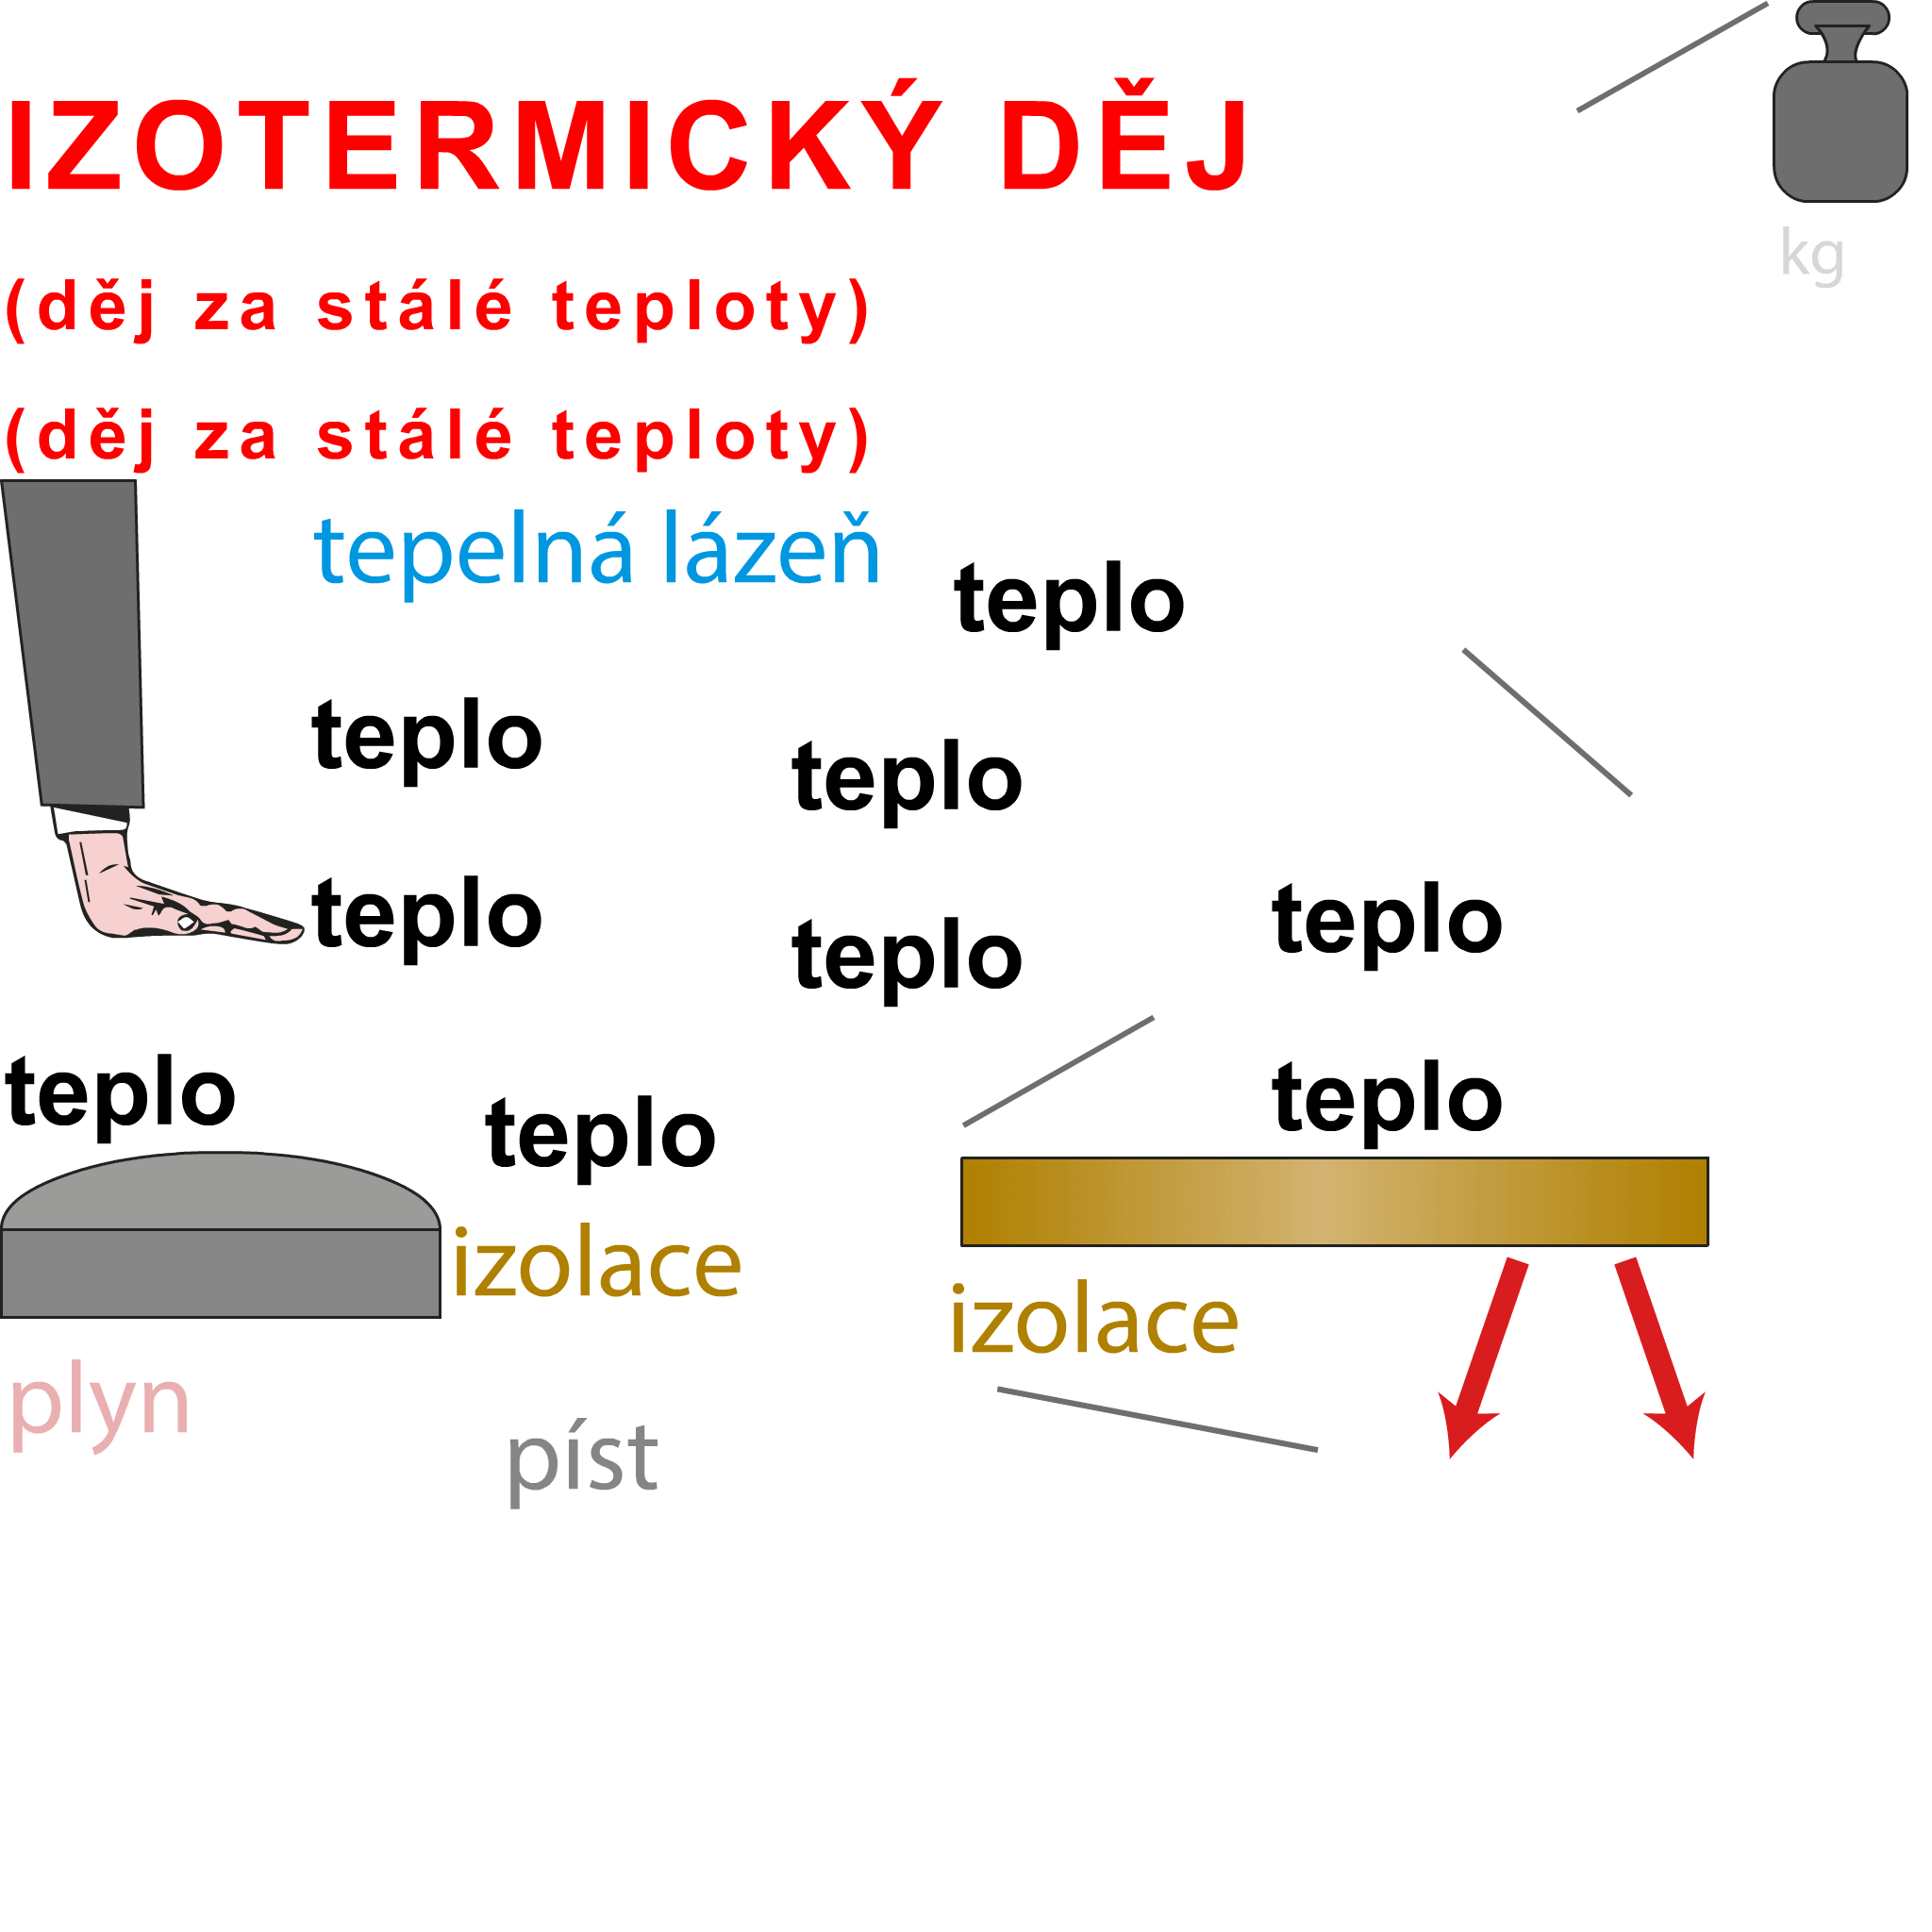 IZOTERMICKÝ DĚJ
kg
(děj za stálé teploty)
(děj za stálé teploty)
tepelná lázeň
teplo
teplo
teplo
teplo
teplo
teplo
teplo
teplo
teplo
izolace
izolace
plyn
píst